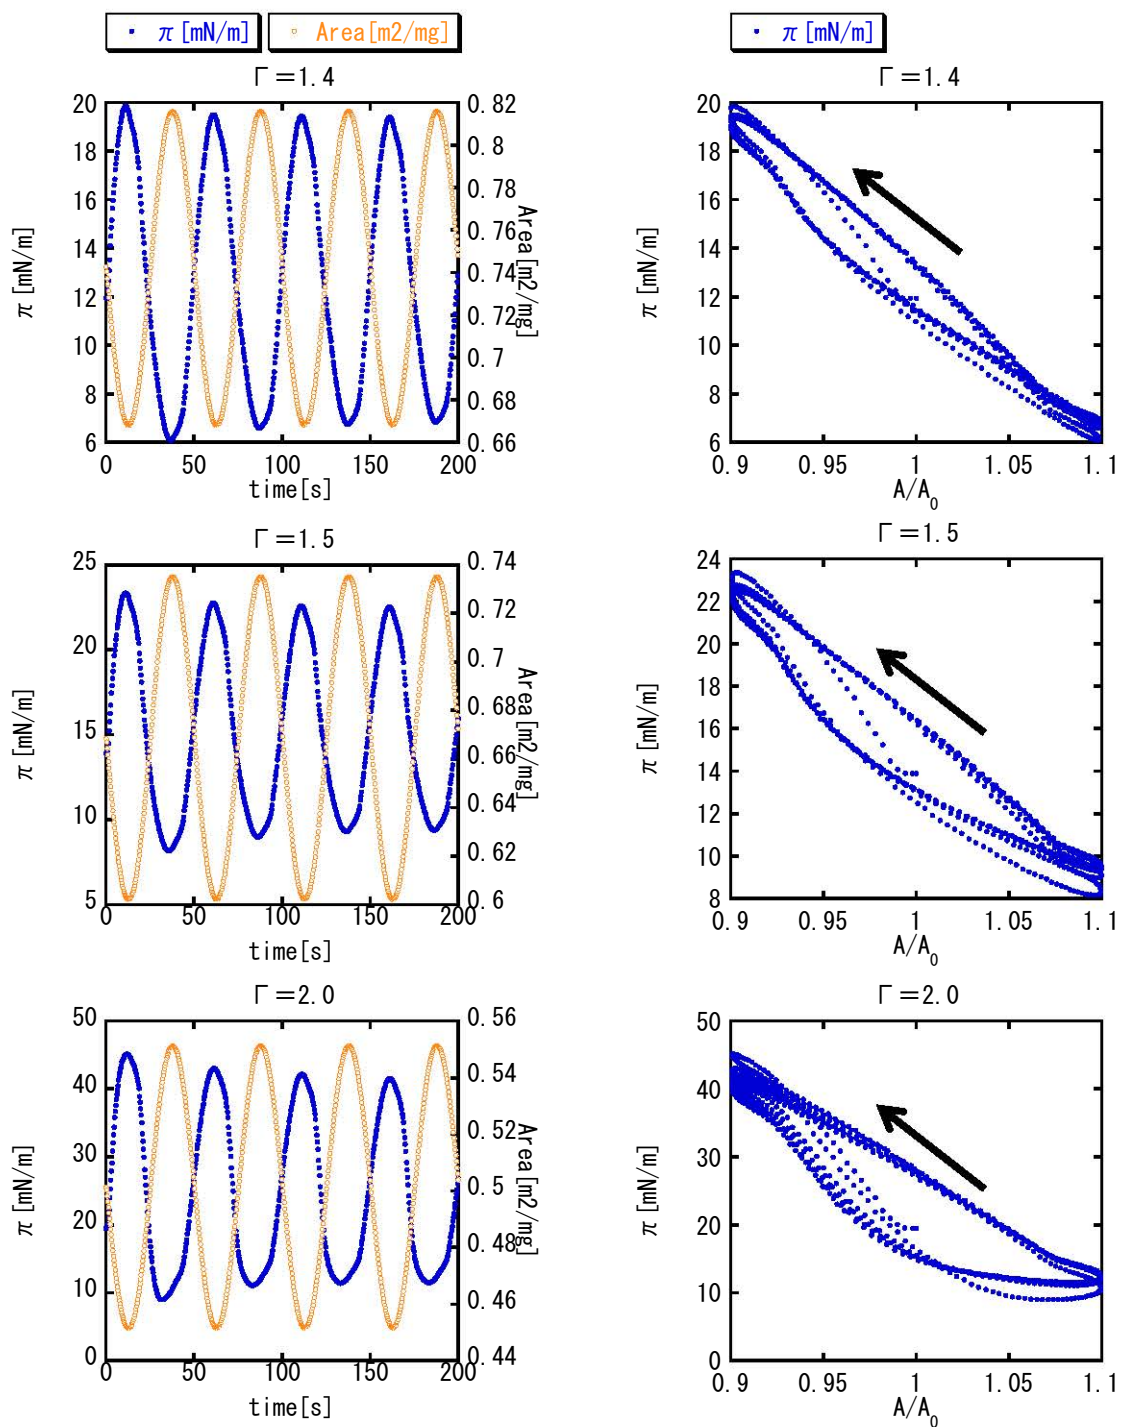 π [mN/m] Area[m2/mg]
π [mN/m]
Γ=1.4
20
18
16
14
12
10
8
6
π [mN/m]
0.82
0.8
0.78
0.76
0.74
0.72
0.7
0.68
0.66
Area[m2/mg]
0 50 100 150 200
time[s]
Γ=1.4
20
18
16
14
12
10
8
6
π [mN/m]
0.9 0.95 1 1.05 1.1
A/A0
Γ=1.5
25
20
15
10
5
π [mN/m]
0.74
0.72
0.7
0.68
0.66
0.64
0.62
0.6
Area[m2/mg]
0 50 100 150 200
time[s]
Γ=1.5
24
22
20
18
16
14
12
10
8
π [mN/m]
0.9 0.95 1 1.05 1.1
A/A0
Γ=2.0
50
40
30
20
10
0
π [mN/m]
0.56
0.54
0.52
0.5
0.48
0.46
0.44
Area[m2/mg]
0 50 100 150 200
time[s]
Γ=2.0
50
40
30
20
10
0
π [mN/m]
0.9 0.95 1 1.05 1.1
A/A0